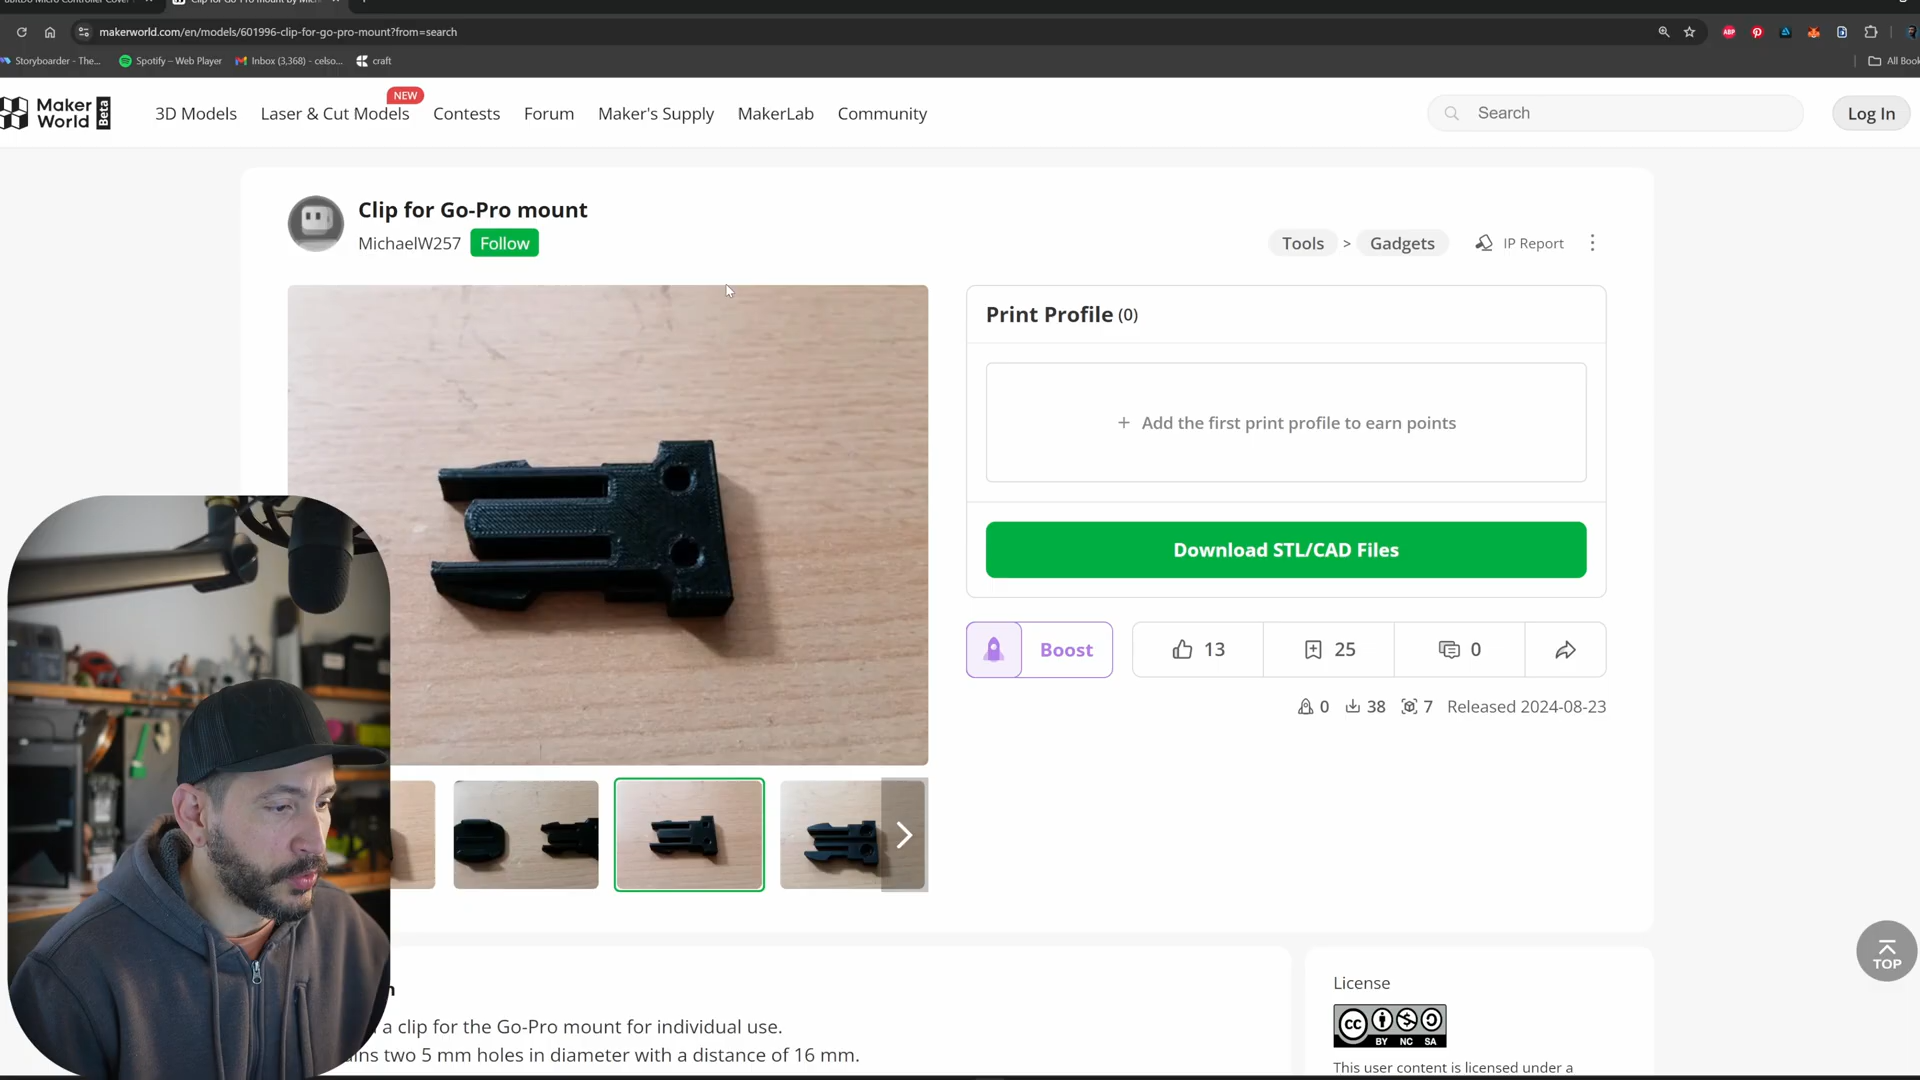 makerworld.com/en/models/601996-clip-for-go-pro-mount?from=search
Storyboarder - The...
Spotify – Web Player
Inbox (3,368) - celso...
craft
All Book
Maker World Beta
3D Models
Laser & Cut Models
NEW
Contests
Forum
Maker's Supply
MakerLab
Community
Search
Log In
Clip for Go-Pro mount
MichaelW257
Follow
Tools > Gadgets
IP Report
Print Profile (0)
+ Add the first print profile to earn points
Download STL/CAD Files
Boost
13
25
0
0
38
7
Released 2024-08-23
TOP
a clip for the Go-Pro mount for individual use.
two 5 mm holes in diameter with a distance of 16 mm.
License
cc
BY NC SA
This user content is licensed under a
ABP